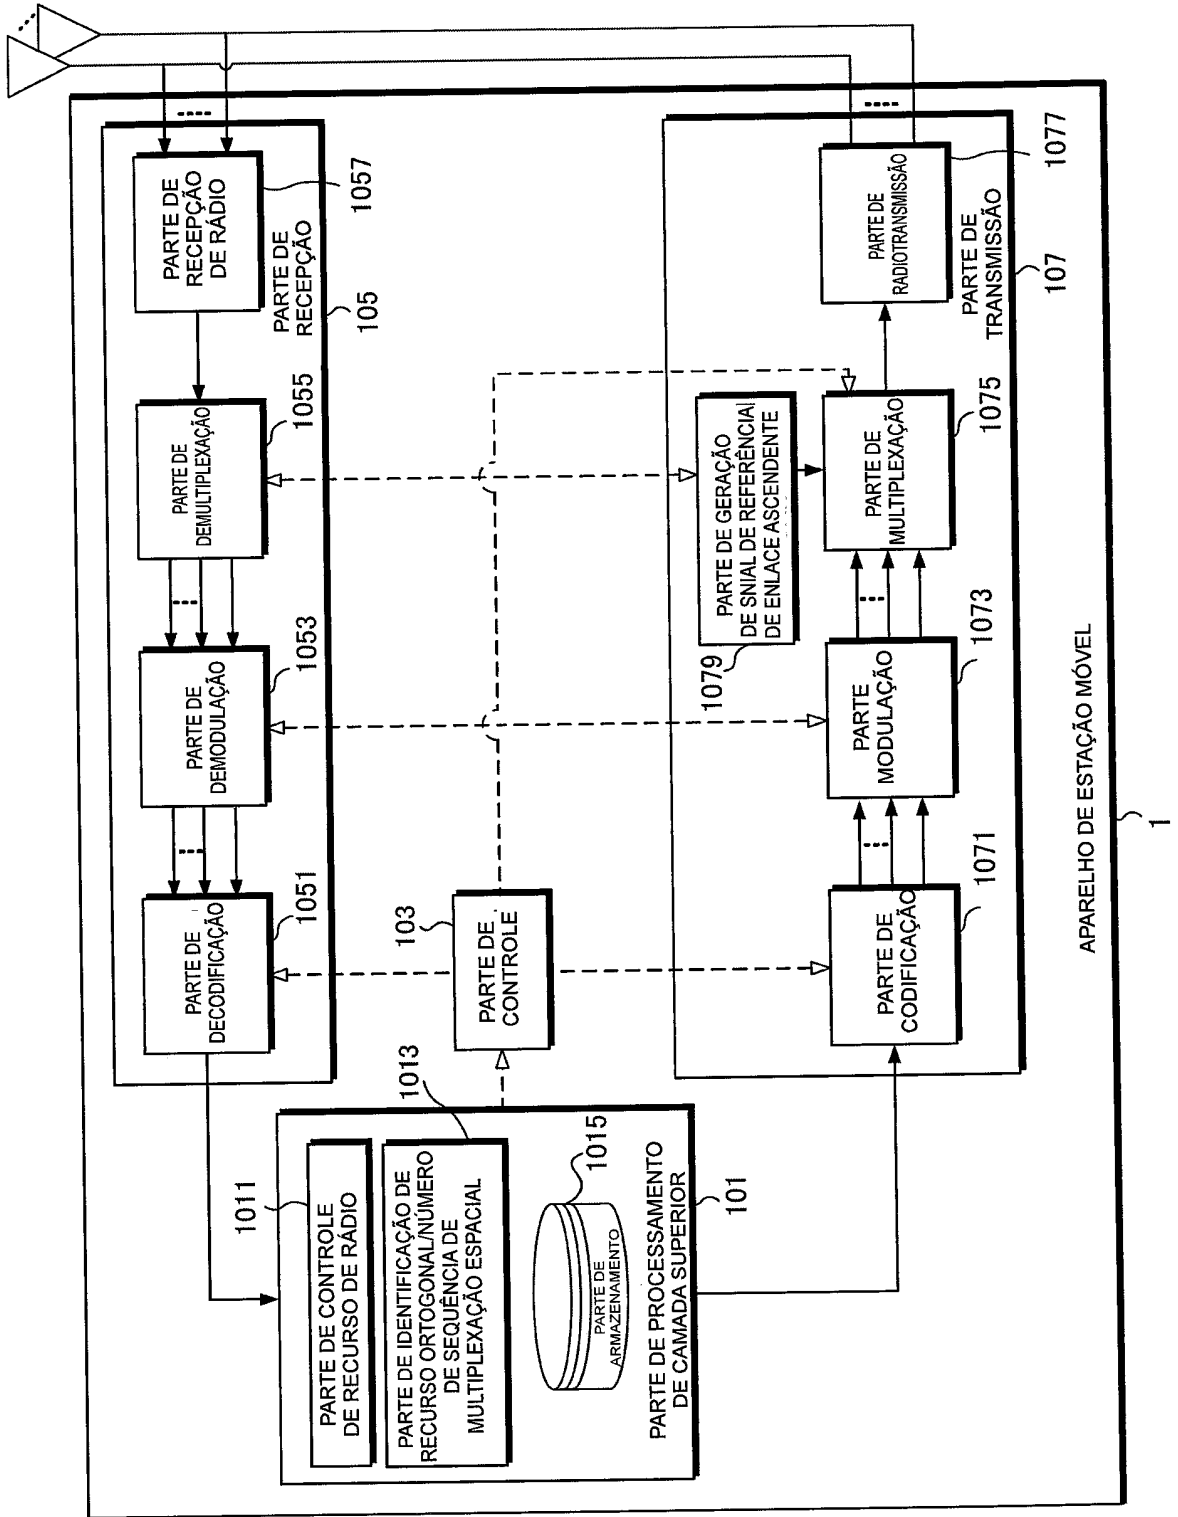 PARTE DE
RECEPÇÃO
DE RÁDIO
1057
PARTE DE
RECEPÇÃO
105
PARTE DE
DEMULTIPLEXAÇÃO
1055
PARTE DE
DEMODULAÇÃO
1053
PARTE DE
DECODIFICAÇÃO
1051
PARTE DE
CONTROLE
103
PARTE DE CONTROLE
DE RECURSO DE RÁDIO
1011
PARTE DE IDENTIFICAÇÃO DE
RECURSO ORTOGONAL/NÚMERO
DE SEQUÊNCIA DE
MULTIPLEXAÇÃO ESPACIAL
1013
PARTE DE
ARMAZENAMENTO
1015
PARTE DE PROCESSAMENTO
DE CAMADA SUPERIOR
101
PARTE DE GERAÇÃO
DE SNIAL DE REFERÊNCIA
DE ENLACE ASCENDENTE
1079
PARTE DE
CODIFICAÇÃO
1071
PARTE
MODULAÇÃO
1073
PARTE DE
MULTIPLEXAÇÃO
1075
PARTE DE
RADIOTRANSMISSÃO
1077
PARTE DE
TRANSMISSÃO
107
APARELHO DE ESTAÇÃO MÓVEL
1